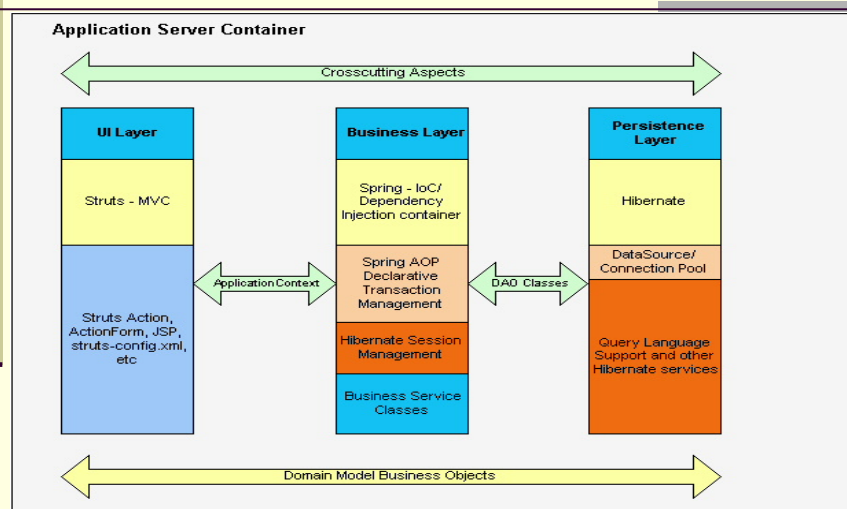 Application Server Container
Crosscutting Aspects
UI Layer
Struts - MVC
Struts Action,
ActionForm, JSP,
struts-config.xml,
etc
Application Context
Business Layer
Spring - IoC/
Dependency
Injection container
Spring AOP
Declarative
Transaction
Management
Hibernate Session
Management
Business Service
Classes
DAO Classes
Persistence
Layer
Hibernate
DataSource/
Connection Pool
Query Language
Support and other
Hibernate services
Domain Model Business Objects